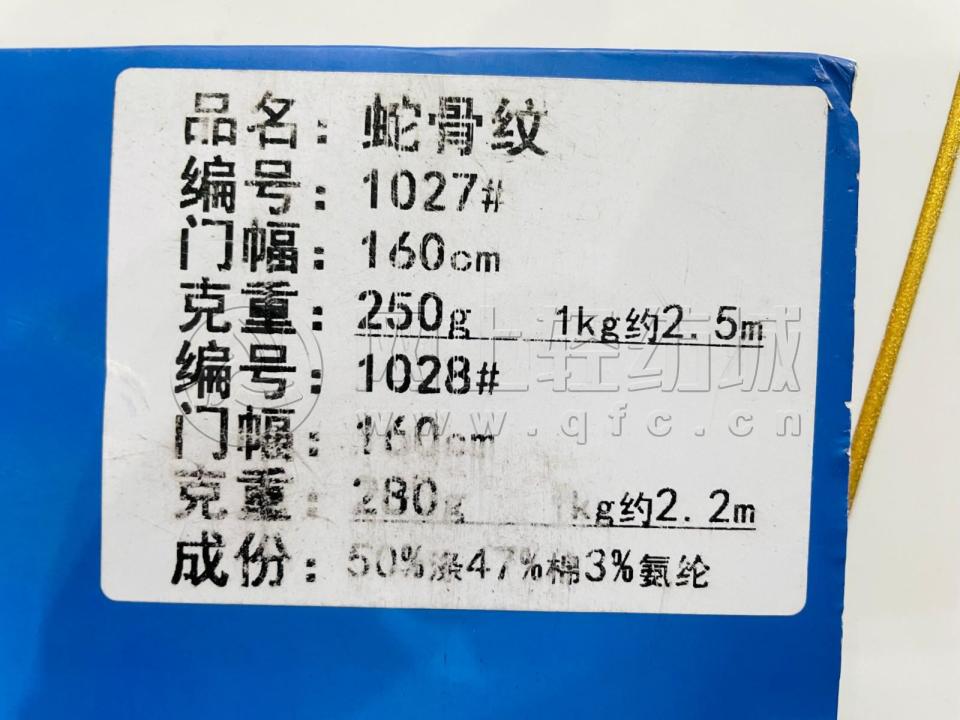 品名: 蛇骨纹
编号: 1027#
门幅: 160cm
克重: 250g 1kg约2.5m
编号: 1028#
门幅: 160cm
克重: 280g 1kg约2.2m
成份: 50%涤47%棉3%氨纶
网上轻纺城
www.qfc.cn